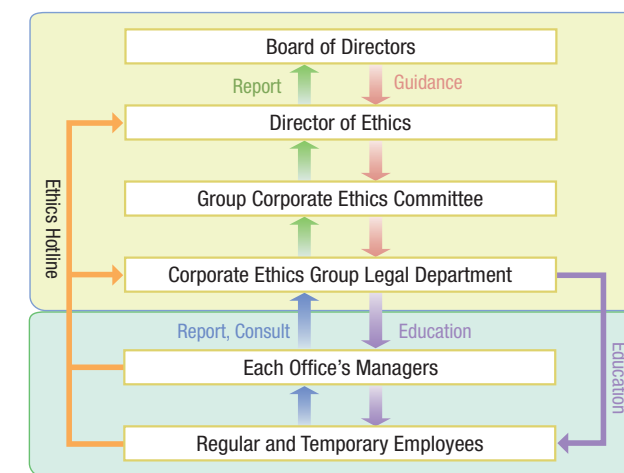 Board of Directors
Report
Guidance
Director of Ethics
Group Corporate Ethics Committee
Ethics Hotline
Corporate Ethics Group Legal Department
Report, Consult
Education
Education
Each Office's Managers
Regular and Temporary Employees